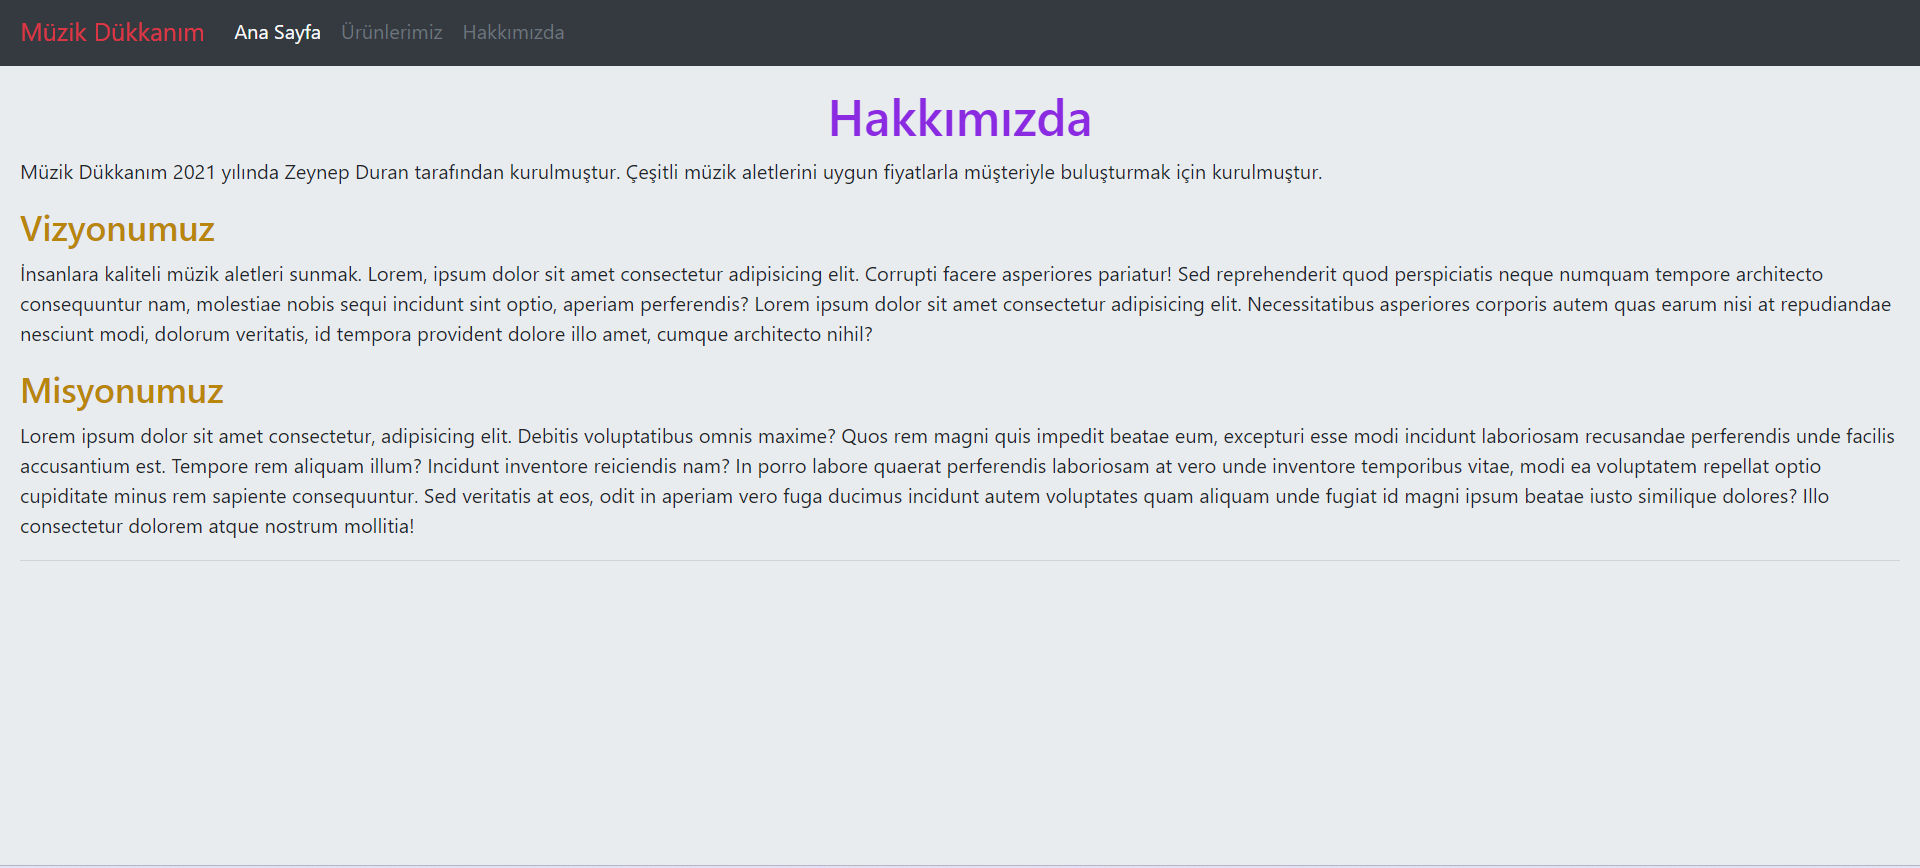 Müzik Dükkanım Ana Sayfa Ürünlerimiz Hakkımızda
Hakkımızda
Müzik Dükkanım 2021 yılında Zeynep Duran tarafından kurulmuştur. Çeşitli müzik aletlerini uygun fiyatlarla müşteriyle buluşturmak için kurulmuştur.
Vizyonumuz
İnsanlara kaliteli müzik aletleri sunmak. Lorem, ipsum dolor sit amet consectetur adipisicing elit. Corrupti facere asperiores pariatur! Sed reprehenderit quod perspiciatis neque numquam tempore architecto
consequuntur nam, molestiae nobis sequi incidunt sint optio, aperiam perferendis? Lorem ipsum dolor sit amet consectetur adipisicing elit. Necessitatibus asperiores corporis autem quas earum nisi at repudiandae
nesciunt modi, dolorum veritatis, id tempora provident dolore illo amet, cumque architecto nihil?
Misyonumuz
Lorem ipsum dolor sit amet consectetur, adipisicing elit. Debitis voluptatibus omnis maxime? Quos rem magni quis impedit beatae eum, excepturi esse modi incidunt laboriosam recusandae perferendis unde facilis
accusantium est. Tempore rem aliquam illum? Incidunt inventore reiciendis nam? In porro labore quaerat perferendis laboriosam at vero unde inventore temporibus vitae, modi ea voluptatem repellat optio
cupiditate minus rem sapiente consequuntur. Sed veritatis at eos, odit in aperiam vero fuga ducimus incidunt autem voluptates quam aliquam unde fugiat id magni ipsum beatae iusto similique dolores? Illo
consectetur dolorem atque nostrum mollitia!